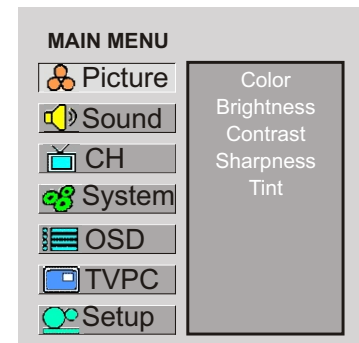 MAIN MENU
Picture
Sound
CH
System
OSD
TVPC
Setup
Color
Brightness
Contrast
Sharpness
Tint